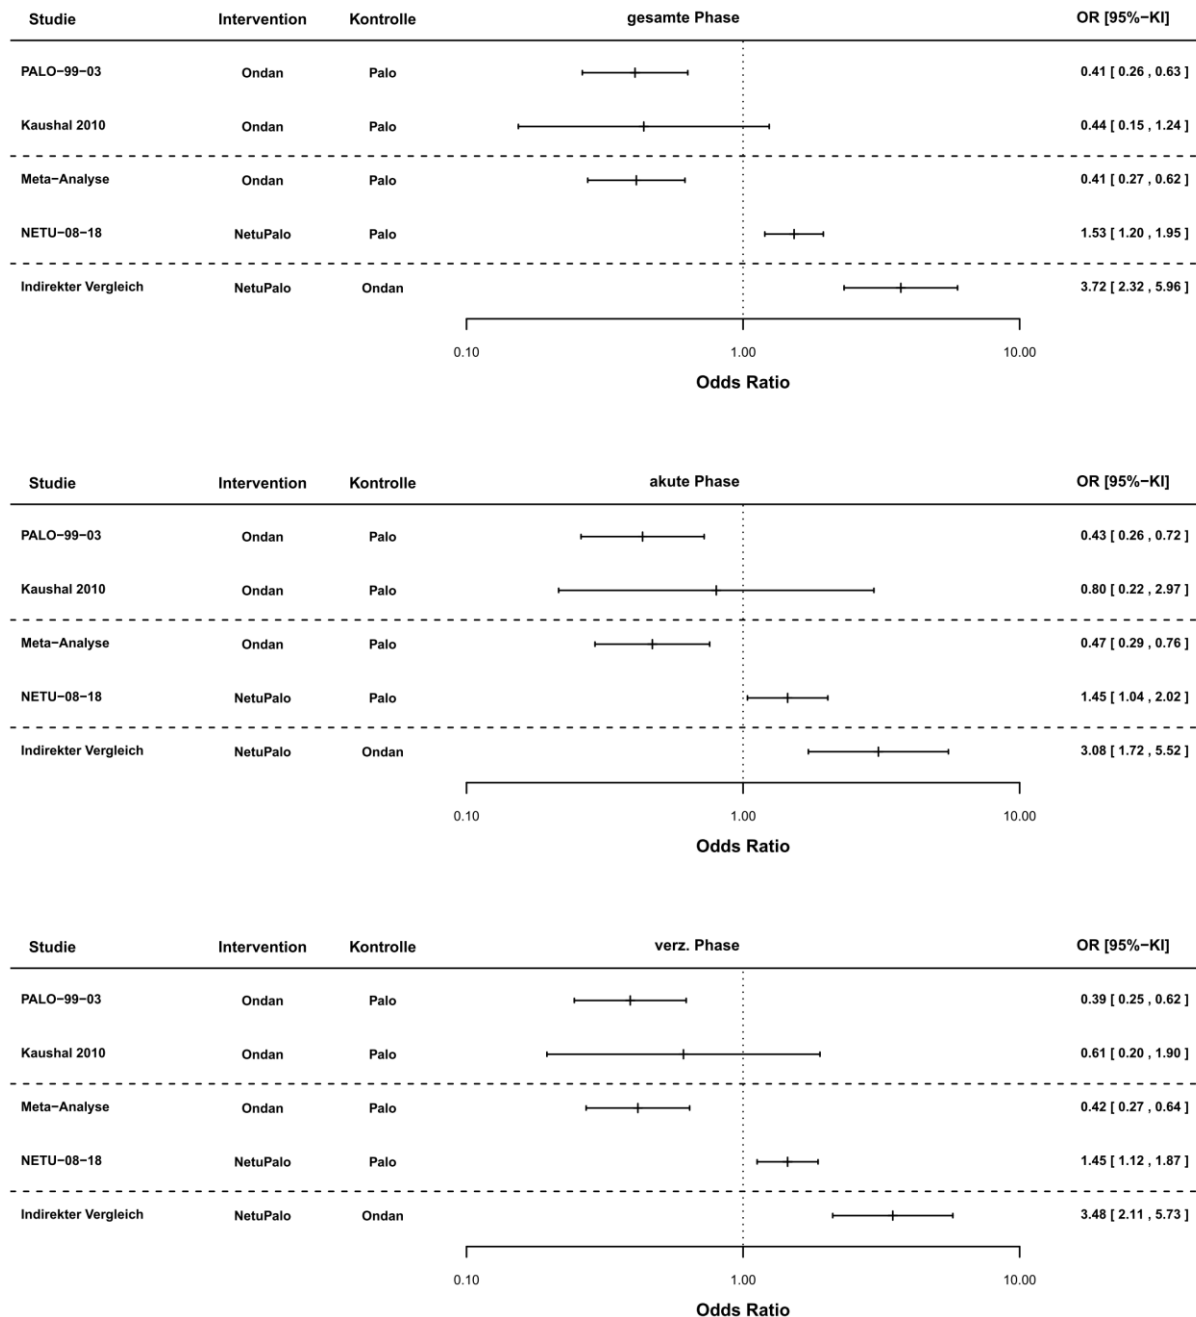 Studie Intervention Kontrolle gesamte Phase OR [95%−KI]
PALO−99−03 Ondan Palo 0.41 [ 0.26 , 0.63 ]
Kaushal 2010 Ondan Palo 0.44 [ 0.15 , 1.24 ]
Meta−Analyse Ondan Palo 0.41 [ 0.27 , 0.62 ]
NETU−08−18 NetuPalo Palo 1.53 [ 1.20 , 1.95 ]
Indirekter Vergleich NetuPalo Ondan 3.72 [ 2.32 , 5.96 ]
0.10 1.00 10.00
Odds Ratio
Studie Intervention Kontrolle akute Phase OR [95%−KI]
PALO−99−03 Ondan Palo 0.43 [ 0.26 , 0.72 ]
Kaushal 2010 Ondan Palo 0.80 [ 0.22 , 2.97 ]
Meta−Analyse Ondan Palo 0.47 [ 0.29 , 0.76 ]
NETU−08−18 NetuPalo Palo 1.45 [ 1.04 , 2.02 ]
Indirekter Vergleich NetuPalo Ondan 3.08 [ 1.72 , 5.52 ]
0.10 1.00 10.00
Odds Ratio
Studie Intervention Kontrolle verz. Phase OR [95%−KI]
PALO−99−03 Ondan Palo 0.39 [ 0.25 , 0.62 ]
Kaushal 2010 Ondan Palo 0.61 [ 0.20 , 1.90 ]
Meta−Analyse Ondan Palo 0.42 [ 0.27 , 0.64 ]
NETU−08−18 NetuPalo Palo 1.45 [ 1.12 , 1.87 ]
Indirekter Vergleich NetuPalo Ondan 3.48 [ 2.11 , 5.73 ]
0.10 1.00 10.00
Odds Ratio